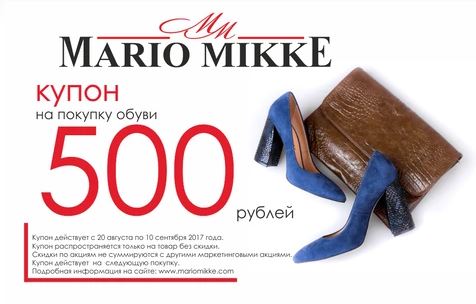 MM
MARIO MIKKE
купон
на покупку обуви
500
рублей
Купон действует с 20 августа по 10 сентября 2017 года.
Купон распространяется только на товар без скидки.
Скидки по акциям не суммируются с другими маркетинговыми акциями.
Купон действует на следующую покупку.
Подробная информация на сайте: www.mariomikke.com